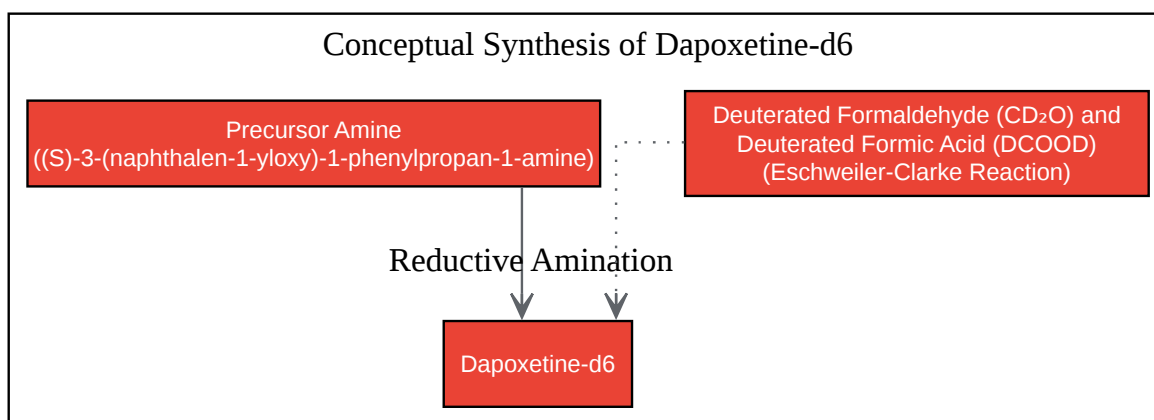 Conceptual Synthesis of Dapoxetine-d6
Precursor Amine
((S)-3-(naphthalen-1-yloxy)-1-phenylpropan-1-amine)
Deuterated Formaldehyde (CD₂O) and
Deuterated Formic Acid (DCOOD)
(Eschweiler-Clarke Reaction)
Reductive Amination
Dapoxetine-d6